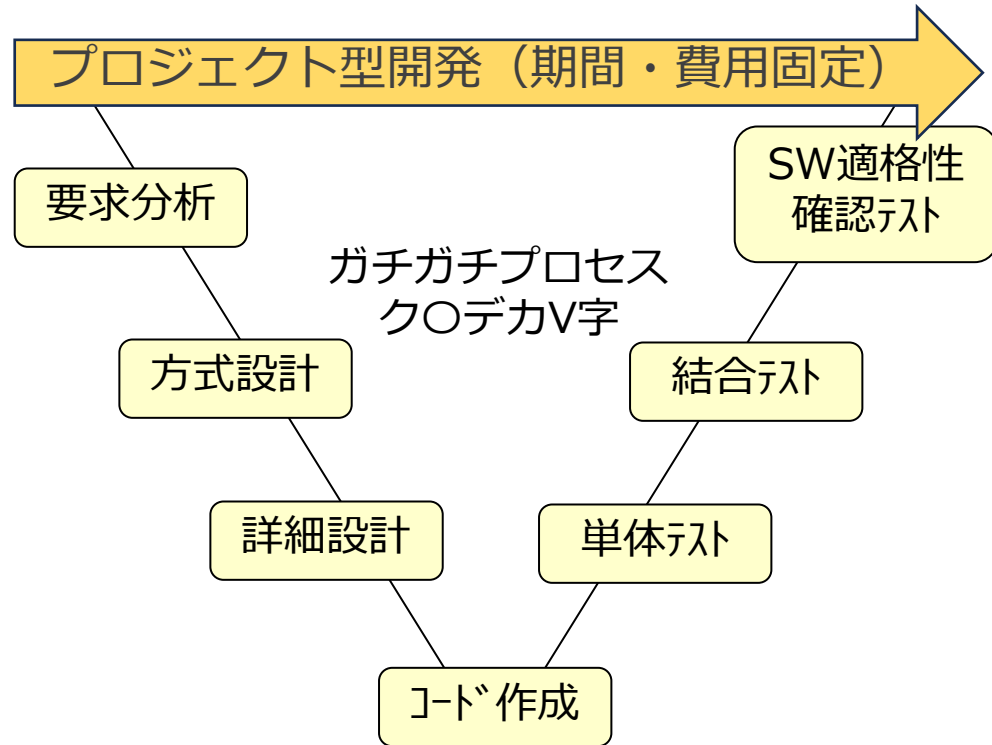 プロジェクト型開発（期間・費用固定）
要求分析
SW適格性
確認ﾃｽﾄ
ガチガチプロセス
ク〇デカV字
方式設計
結合ﾃｽﾄ
詳細設計
単体ﾃｽﾄ
ｺｰﾄﾞ作成